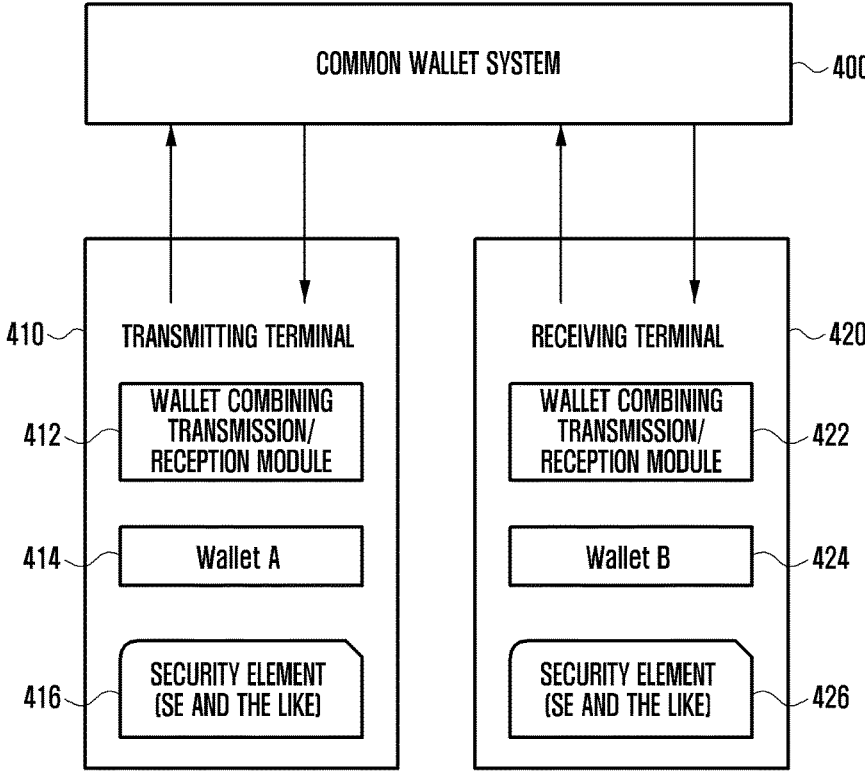 COMMON WALLET SYSTEM
400
410
TRANSMITTING TERMINAL
RECEIVING TERMINAL
420
412
WALLET COMBINING
TRANSMISSION/
RECEPTION MODULE
WALLET COMBINING
TRANSMISSION/
RECEPTION MODULE
422
414
Wallet A
Wallet B
424
416
SECURITY ELEMENT
(SE AND THE LIKE)
SECURITY ELEMENT
(SE AND THE LIKE)
426